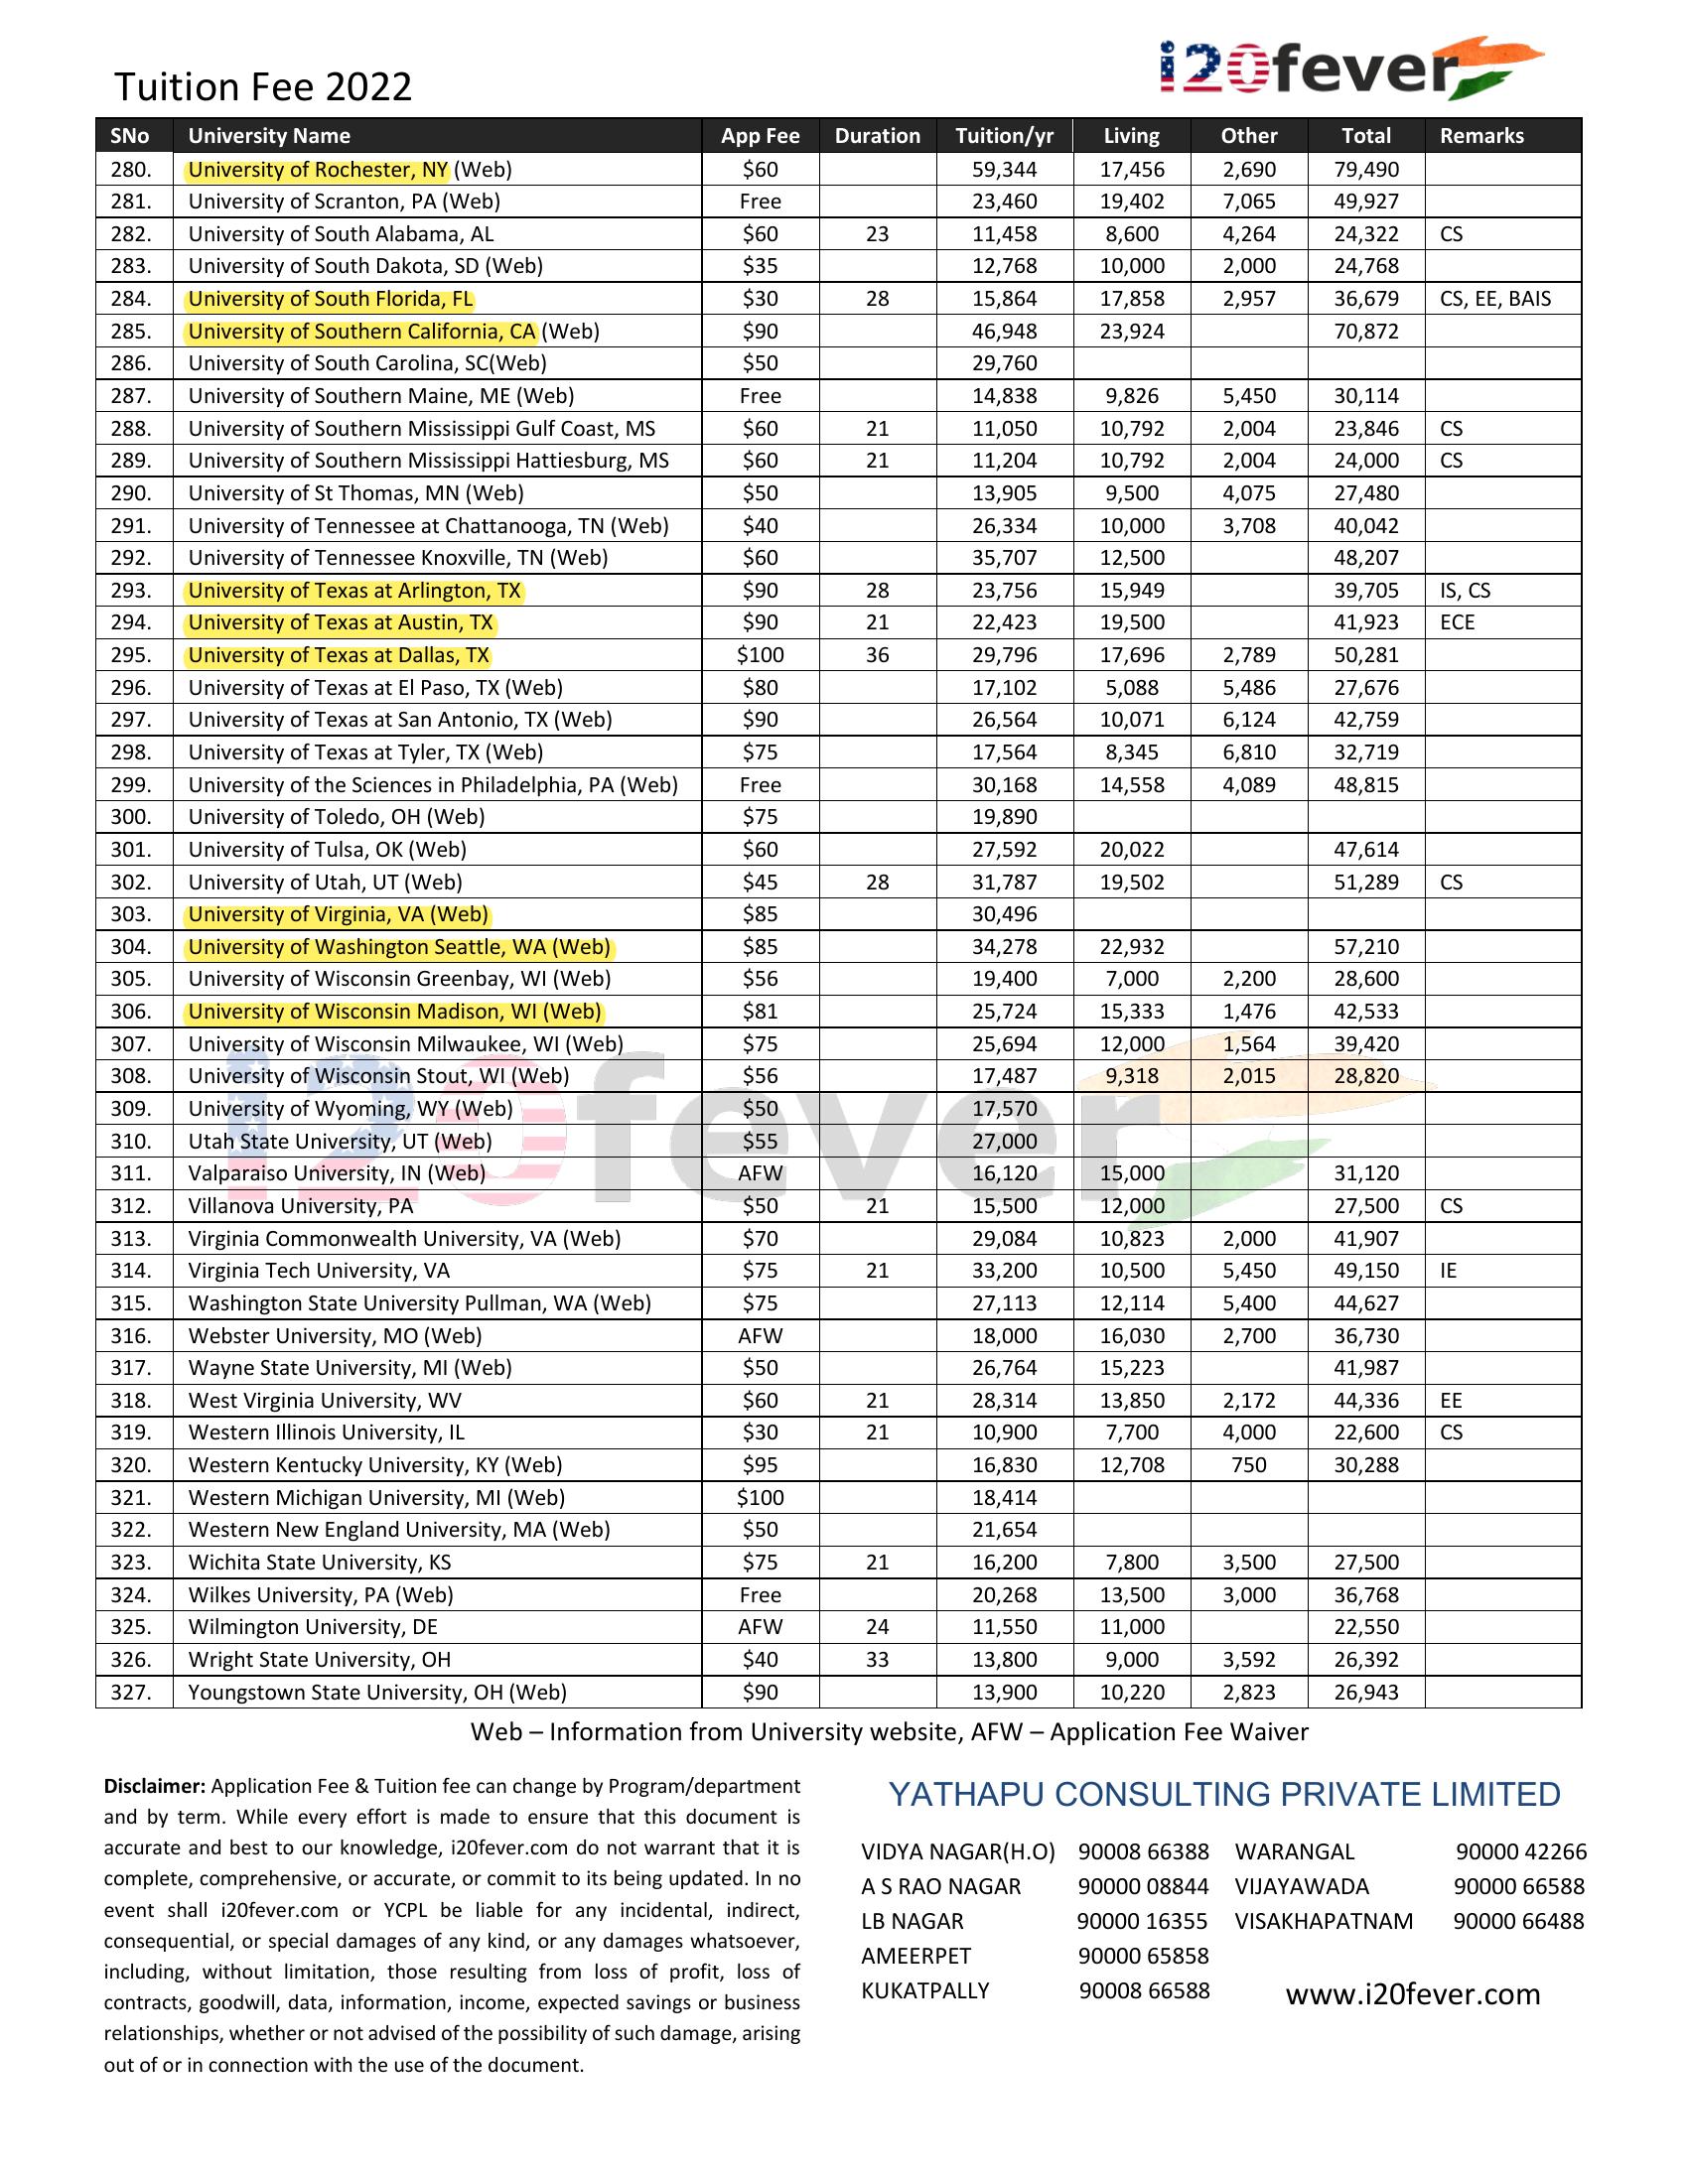 i20fever
Tuition Fee 2022
SNo University Name App Fee Duration Tuition/yr Living Other Total Remarks
280. University of Rochester, NY (Web) $60 59,344 17,456 2,690 79,490
281. University of Scranton, PA (Web) Free 23,460 19,402 7,065 49,927
282. University of South Alabama, AL $60 23 11,458 8,600 4,264 24,322 CS
283. University of South Dakota, SD (Web) $35 12,768 10,000 2,000 24,768
284. University of South Florida, FL $30 28 15,864 17,858 2,957 36,679 CS, EE, BAIS
285. University of Southern California, CA (Web) $90 46,948 23,924 70,872
286. University of South Carolina, SC(Web) $50 29,760
287. University of Southern Maine, ME (Web) Free 14,838 9,826 5,450 30,114
288. University of Southern Mississippi Gulf Coast, MS $60 21 11,050 10,792 2,004 23,846 CS
289. University of Southern Mississippi Hattiesburg, MS $60 21 11,204 10,792 2,004 24,000 CS
290. University of St Thomas, MN (Web) $50 13,905 9,500 4,075 27,480
291. University of Tennessee at Chattanooga, TN (Web) $40 26,334 10,000 3,708 40,042
292. University of Tennessee Knoxville, TN (Web) $60 35,707 12,500 48,207
293. University of Texas at Arlington, TX $90 28 23,756 15,949 39,705 IS, CS
294. University of Texas at Austin, TX $90 21 22,423 19,500 41,923 ECE
295. University of Texas at Dallas, TX $100 36 29,796 17,696 2,789 50,281
296. University of Texas at El Paso, TX (Web) $80 17,102 5,088 5,486 27,676
297. University of Texas at San Antonio, TX (Web) $90 26,564 10,071 6,124 42,759
298. University of Texas at Tyler, TX (Web) $75 17,564 8,345 6,810 32,719
299. University of the Sciences in Philadelphia, PA (Web) Free 30,168 14,558 4,089 48,815
300. University of Toledo, OH (Web) $75 19,890
301. University of Tulsa, OK (Web) $60 27,592 20,022 47,614
302. University of Utah, UT (Web) $45 28 31,787 19,502 51,289 CS
303. University of Virginia, VA (Web) $85 30,496
304. University of Washington Seattle, WA (Web) $85 34,278 22,932 57,210
305. University of Wisconsin Greenbay, WI (Web) $56 19,400 7,000 2,200 28,600
306. University of Wisconsin Madison, WI (Web) $81 25,724 15,333 1,476 42,533
307. University of Wisconsin Milwaukee, WI (Web) $75 25,694 12,000 1,564 39,420
308. University of Wisconsin Stout, WI (Web) $56 17,487 9,318 2,015 28,820
309. University of Wyoming, WY (Web) $50 17,570
310. Utah State University, UT (Web) $55 27,000
311. Valparaiso University, IN (Web) AFW 16,120 15,000 31,120
312. Villanova University, PA $50 21 15,500 12,000 27,500 CS
313. Virginia Commonwealth University, VA (Web) $70 29,084 10,823 2,000 41,907
314. Virginia Tech University, VA $75 21 33,200 10,500 5,450 49,150 IE
315. Washington State University Pullman, WA (Web) $75 27,113 12,114 5,400 44,627
316. Webster University, MO (Web) AFW 18,000 16,030 2,700 36,730
317. Wayne State University, MI (Web) $50 26,764 15,223 41,987
318. West Virginia University, WV $60 21 28,314 13,850 2,172 44,336 EE
319. Western Illinois University, IL $30 21 10,900 7,700 4,000 22,600 CS
320. Western Kentucky University, KY (Web) $95 16,830 12,708 750 30,288
321. Western Michigan University, MI (Web) $100 18,414
322. Western New England University, MA (Web) $50 21,654
323. Wichita State University, KS $75 21 16,200 7,800 3,500 27,500
324. Wilkes University, PA (Web) Free 20,268 13,500 3,000 36,768
325. Wilmington University, DE AFW 24 11,550 11,000 22,550
326. Wright State University, OH $40 33 13,800 9,000 3,592 26,392
327. Youngstown State University, OH (Web) $90 13,900 10,220 2,823 26,943
i20fever
Web – Information from University website, AFW – Application Fee Waiver
Disclaimer: Application Fee & Tuition fee can change by Program/department
and by term. While every effort is made to ensure that this document is
accurate and best to our knowledge, i20fever.com do not warrant that it is
complete, comprehensive, or accurate, or commit to its being updated. In no
event shall i20fever.com or YCPL be liable for any incidental, indirect,
consequential, or special damages of any kind, or any damages whatsoever,
including, without limitation, those resulting from loss of profit, loss of
contracts, goodwill, data, information, income, expected savings or business
relationships, whether or not advised of the possibility of such damage, arising
out of or in connection with the use of the document.
YATHAPU CONSULTING PRIVATE LIMITED
VIDYA NAGAR(H.O) 90008 66388 WARANGAL 90000 42266
A S RAO NAGAR 90000 08844 VIJAYAWADA 90000 66588
LB NAGAR 90000 16355 VISAKHAPATNAM 90000 66488
AMEERPET 90000 65858
KUKATPALLY 90008 66588 www.i20fever.com